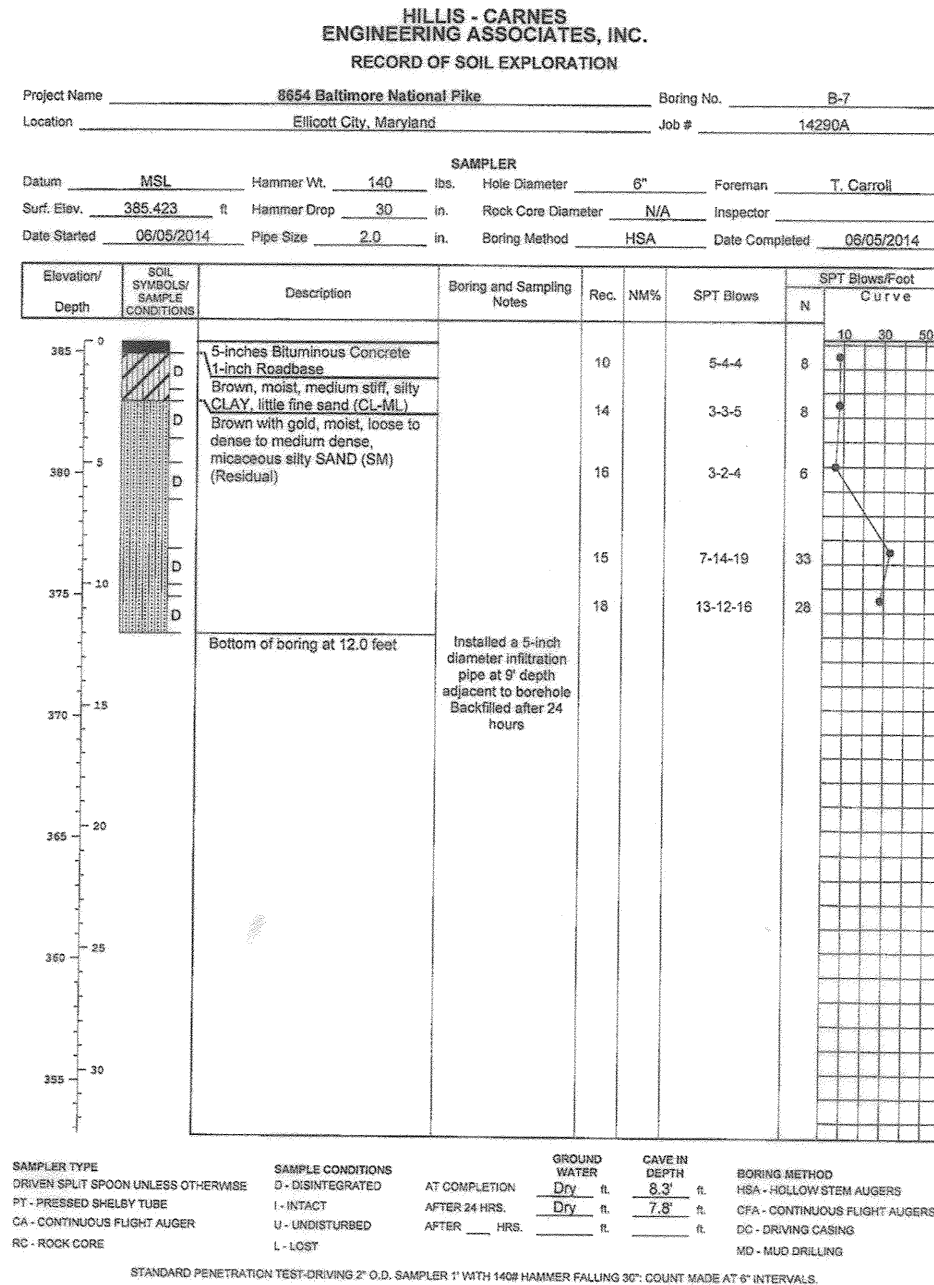 HILLIS - CARNES
ENGINEERING ASSOCIATES, INC.
RECORD OF SOIL EXPLORATION
Project Name 8654 Baltimore National Pike Boring No. B-7
Location Ellicott City, Maryland Job # 14290A
SAMPLER
Datum MSL Hammer Wt. 140 lbs. Hole Diameter 6" Foreman T. Carroll
Surf. Elev. 385.423 ft Hammer Drop 30 in. Rock Core Diameter N/A Inspector
Date Started 06/05/2014 Pipe Size 2.0 in. Boring Method HSA Date Completed 06/05/2014
Elevation/ Depth
SOIL
SYMBOLS/
SAMPLE
CONDITIONS
Description
Boring and Sampling
Notes
Rec. NM% SPT Blows
SPT Blows/Foot
N Curve
10 30 50
385 0
5-inches Bituminous Concrete
1-inch Roadbase
D 10 5-4-4 8
Brown, moist, medium stiff, silty
CLAY, little fine sand (CL-ML)
D 14 3-3-5 8
Brown with gold, moist, loose to
dense to medium dense,
micaceous silty SAND (SM)
(Residual)
380 5
D 16 3-2-4 6
D 15 7-14-19 33
375 10
D 18 13-12-16 28
Bottom of boring at 12.0 feet
Installed a 5-inch
diameter infiltration
pipe at 9' depth
adjacent to borehole
Backfilled after 24
hours
370 15
365 20
360 25
355 30
SAMPLER TYPE
DRIVEN SPLIT SPOON UNLESS OTHERWISE
PT - PRESSED SHELBY TUBE
CA - CONTINUOUS FLIGHT AUGER
RC - ROCK CORE
SAMPLE CONDITIONS
D - DISINTEGRATED
I - INTACT
U - UNDISTURBED
L - LOST
GROUND
WATER
CAVE IN
DEPTH
AT COMPLETION Dry ft. 8.3' ft.
AFTER 24 HRS. Dry ft. 7.8' ft.
AFTER ___ HRS. ft. ft.
BORING METHOD
HSA - HOLLOW STEM AUGERS
CFA - CONTINUOUS FLIGHT AUGERS
DC - DRIVING CASING
MD - MUD DRILLING
STANDARD PENETRATION TEST-DRIVING 2" O.D. SAMPLER 1' WITH 140# HAMMER FALLING 30": COUNT MADE AT 6" INTERVALS.